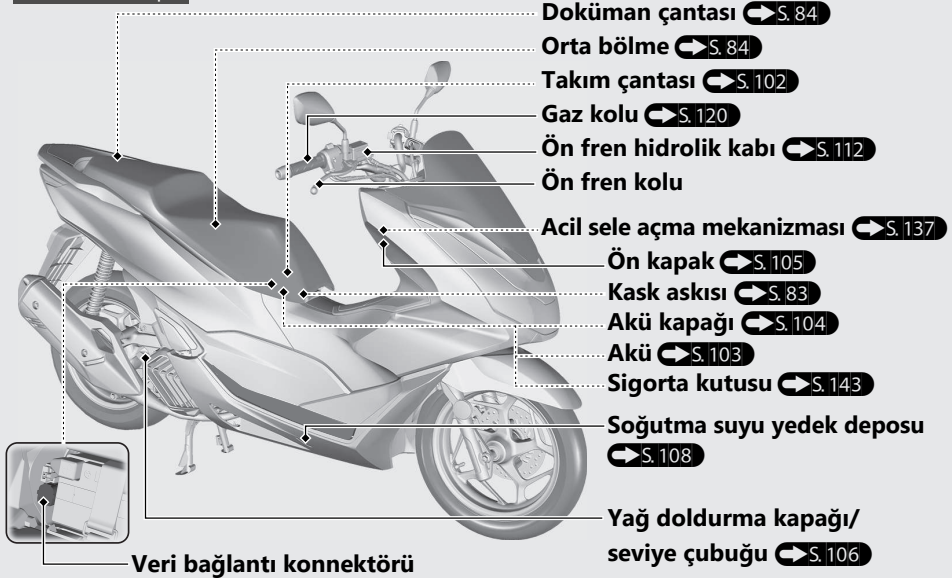 Doküman çantası S. 84
Orta bölme S. 84
Takım çantası S. 102
Gaz kolu S. 120
Ön fren hidrolik kabı S. 112
Ön fren kolu
Acil sele açma mekanizması S. 137
Ön kapak S. 105
Kask askısı S. 83
Akü kapağı S. 104
Akü S. 103
Sigorta kutusu S. 143
Soğutma suyu yedek deposu
S. 108
Yağ doldurma kapağı/
seviye çubuğu S. 106
Veri bağlantı konnektörü